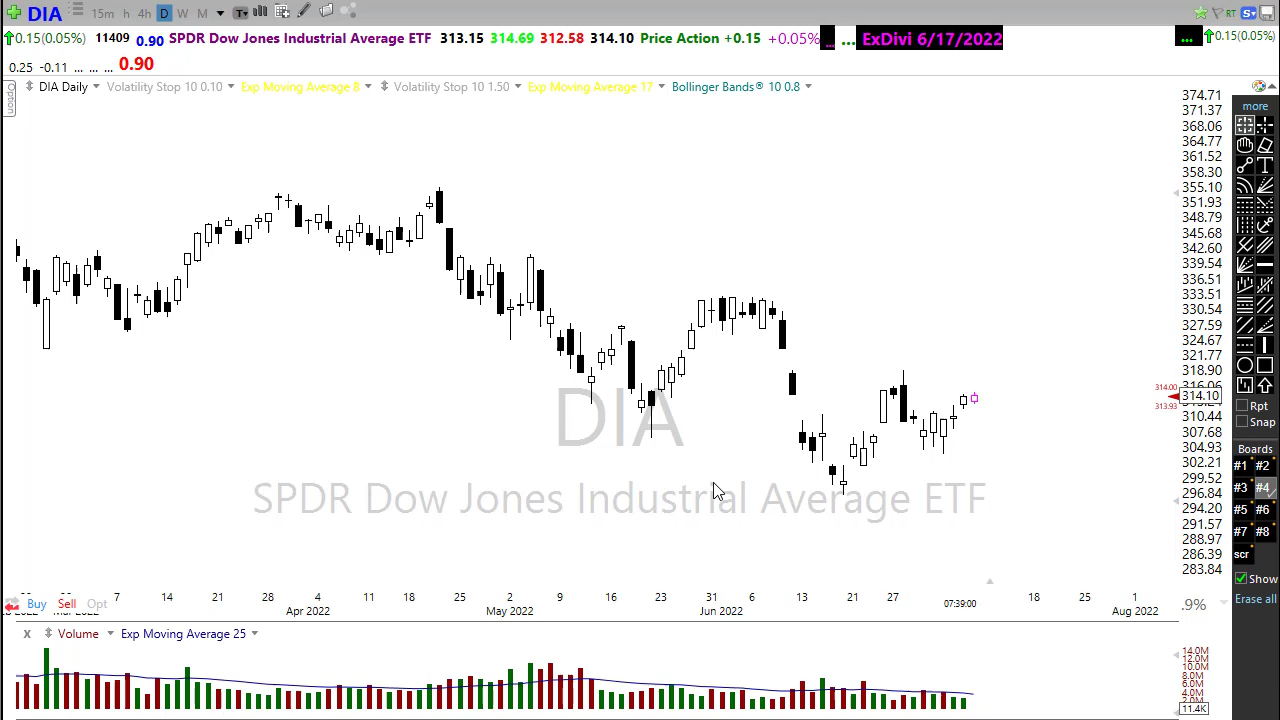 DIA 15m h 4h D W M T RT S
0.15(0.05%) 11409 0.90 SPDR Dow Jones Industrial Average ETF 313.15 314.69 312.58 314.10 Price Action +0.15 +0.05% ... ... ExDivi 6/17/2022 ... 0.15(0.05%)
0.25 -0.11 ... ... 0.90
Option
DIA Daily Volatility Stop 10 0.10 Exp Moving Average 8 Volatility Stop 10 1.50 Exp Moving Average 17 Bollinger Bands® 10 0.8
374.71
371.37
368.06
364.77
361.52
358.30
355.10
351.93
348.79
345.68
342.60
339.54
336.51
333.51
330.54
327.59
324.67
321.77
318.90
314.00
314.10
313.93
310.44
307.68
304.93
302.21
299.52
296.84
294.20
291.57
288.97
286.39
283.84
DIA
SPDR Dow Jones Industrial Average ETF
more
Rpt
Snap
Boards
#1 #2
#3 #4
#5 #6
#7 #8
scr
Show
Erase all
7 14 21 28 4 11 18 25 2 9 16 23 31 6 13 21 27 07:39:00 18 25 1
Apr 2022 May 2022 Jun 2022 Aug 2022
Buy Sell Opt
.9%
x Volume Exp Moving Average 25
14.0M
12.0M
10.0M
8.0M
6.0M
4.0M
2.0M
11.4K